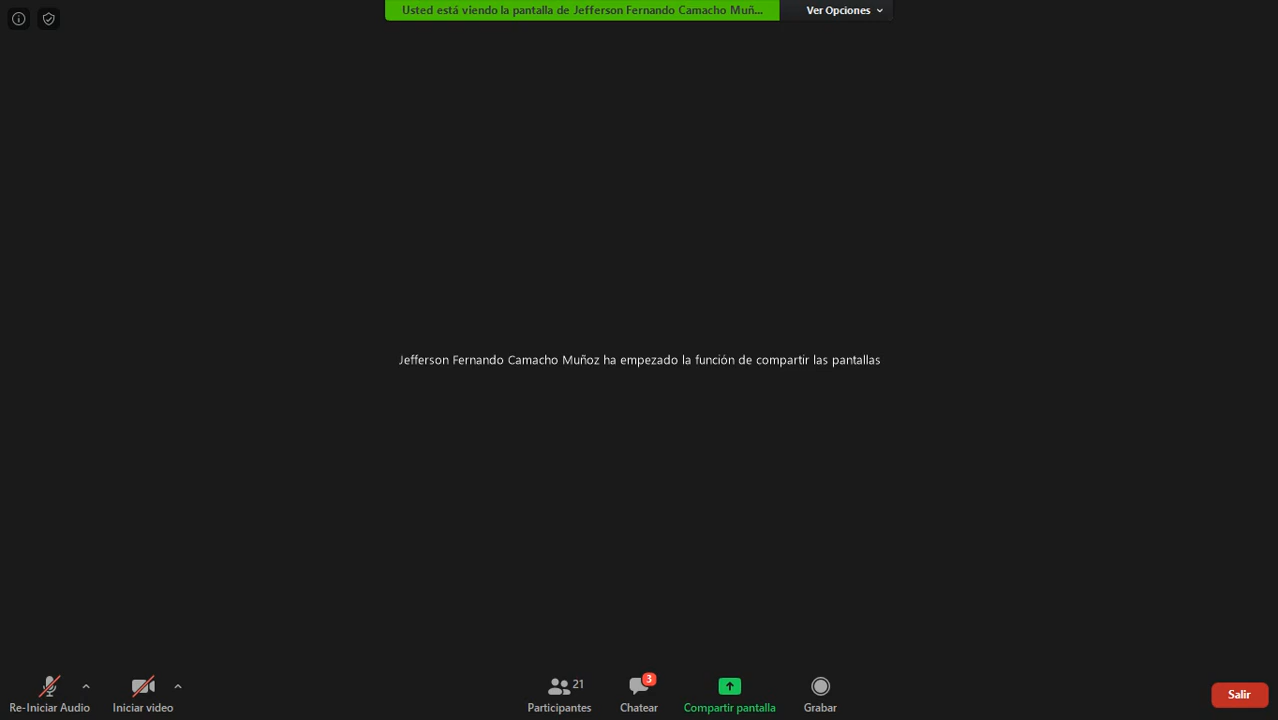 Usted está viendo la pantalla de Jefferson Fernando Camacho Muñ...
Ver Opciones
Jefferson Fernando Camacho Muñoz ha empezado la función de compartir las pantallas
21
3
Re-Iniciar Audio
Iniciar video
Participantes
Chatear
Compartir pantalla
Grabar
Salir